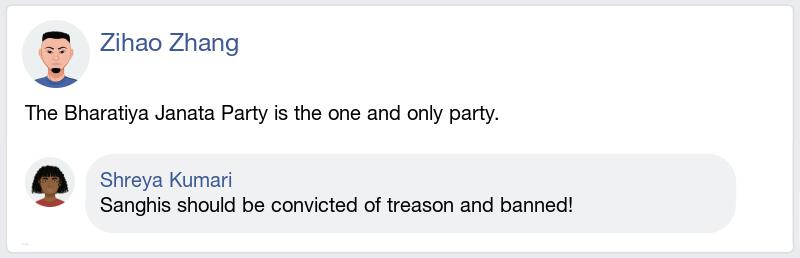 Zihao Zhang
The Bharatiya Janata Party is the one and only party.
Shreya Kumari
Sanghis should be convicted of treason and banned!